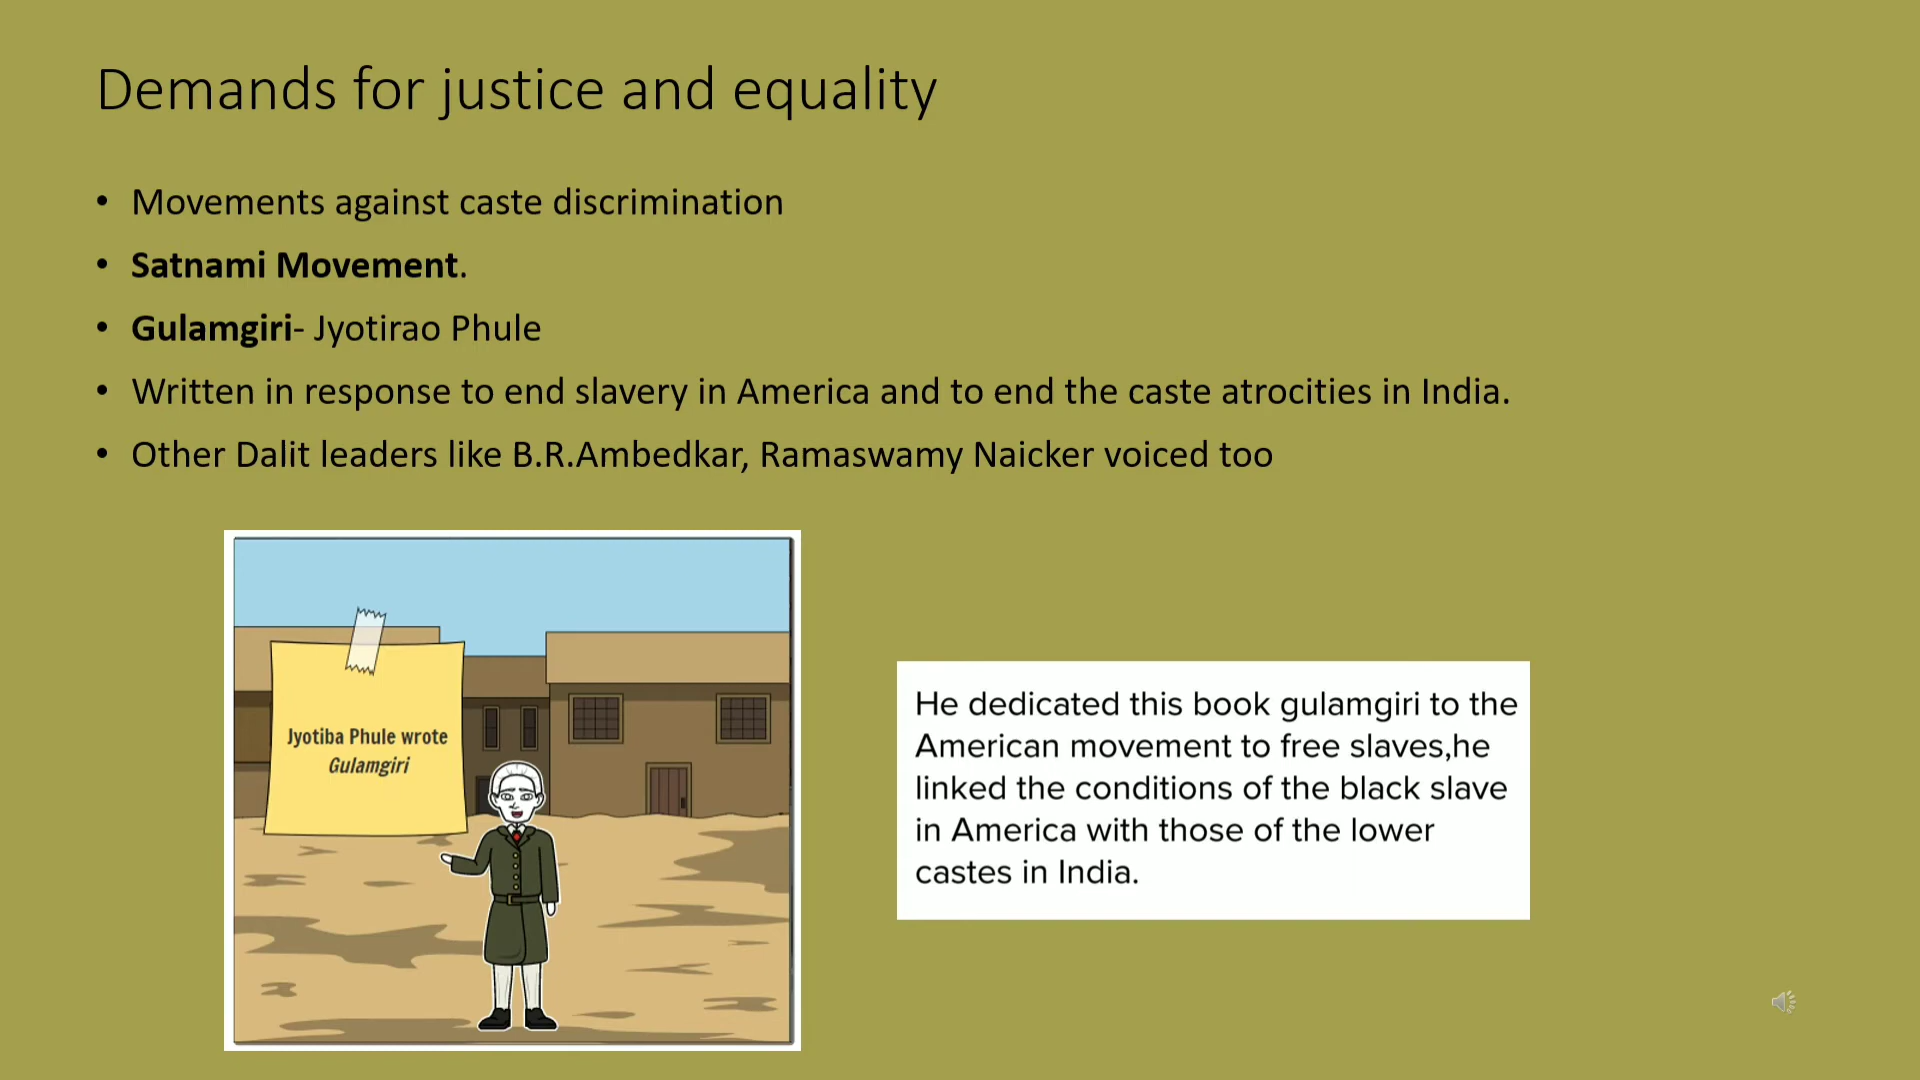 Demands for justice and equality
• Movements against caste discrimination
• Satnami Movement.
• Gulamgiri- Jyotirao Phule
• Written in response to end slavery in America and to end the caste atrocities in India.
• Other Dalit leaders like B.R.Ambedkar, Ramaswamy Naicker voiced too
Jyotiba Phule wrote
Gulamgiri
He dedicated this book gulamgiri to the
American movement to free slaves,he
linked the conditions of the black slave
in America with those of the lower
castes in India.